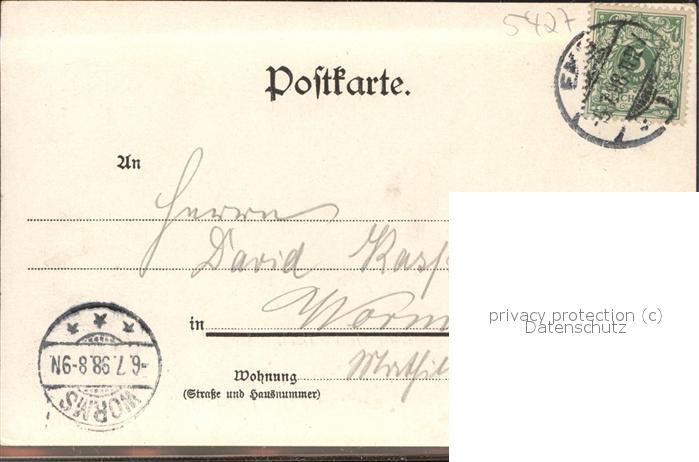 5427
Postkarte.
An
Herrn
David
in Worm
Wohnung
(Straße und Hausnummer)
-6.7.98.8-9N.
WORMS
privacy protection (c)
Datenschutz